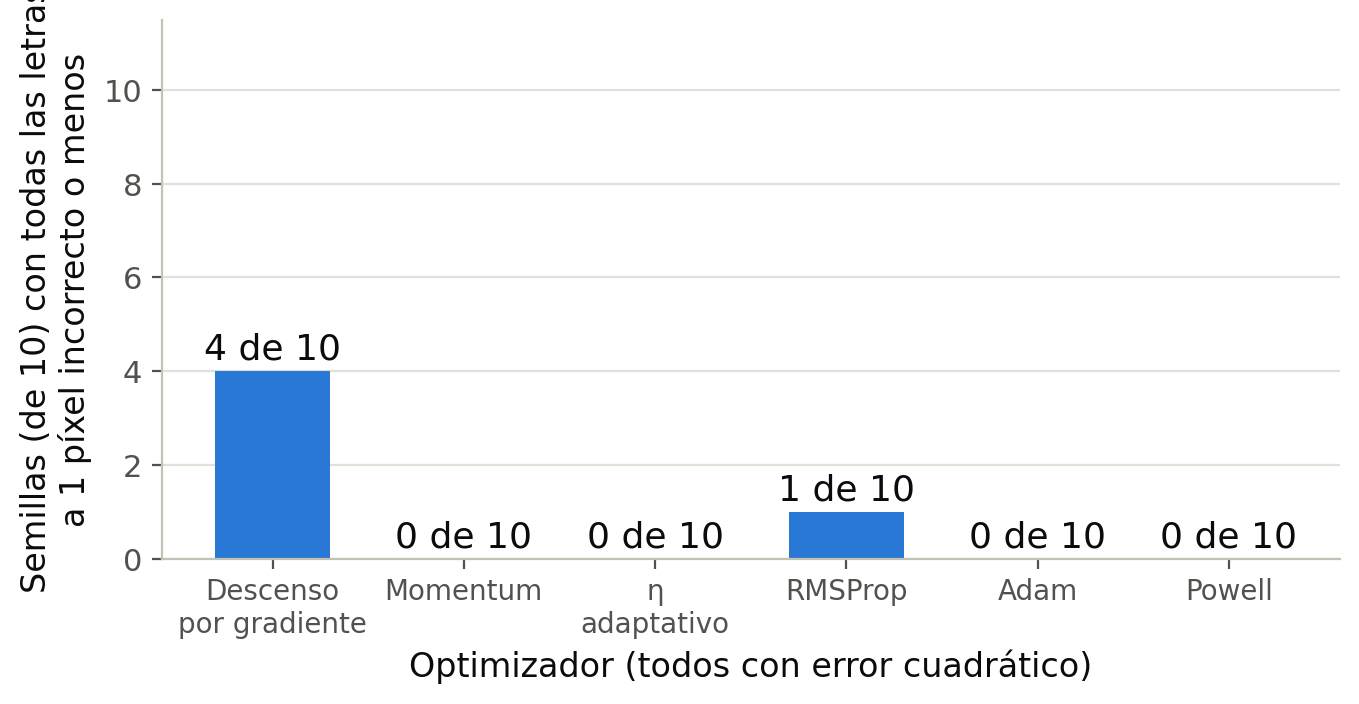 Semillas (de 10) con todas las letras
a 1 píxel incorrecto o menos
10
8
6
4
2
0
4 de 10
0 de 10
0 de 10
1 de 10
0 de 10
0 de 10
Descenso
por gradiente
Momentum
η
adaptativo
RMSProp
Adam
Powell
Optimizador (todos con error cuadrático)